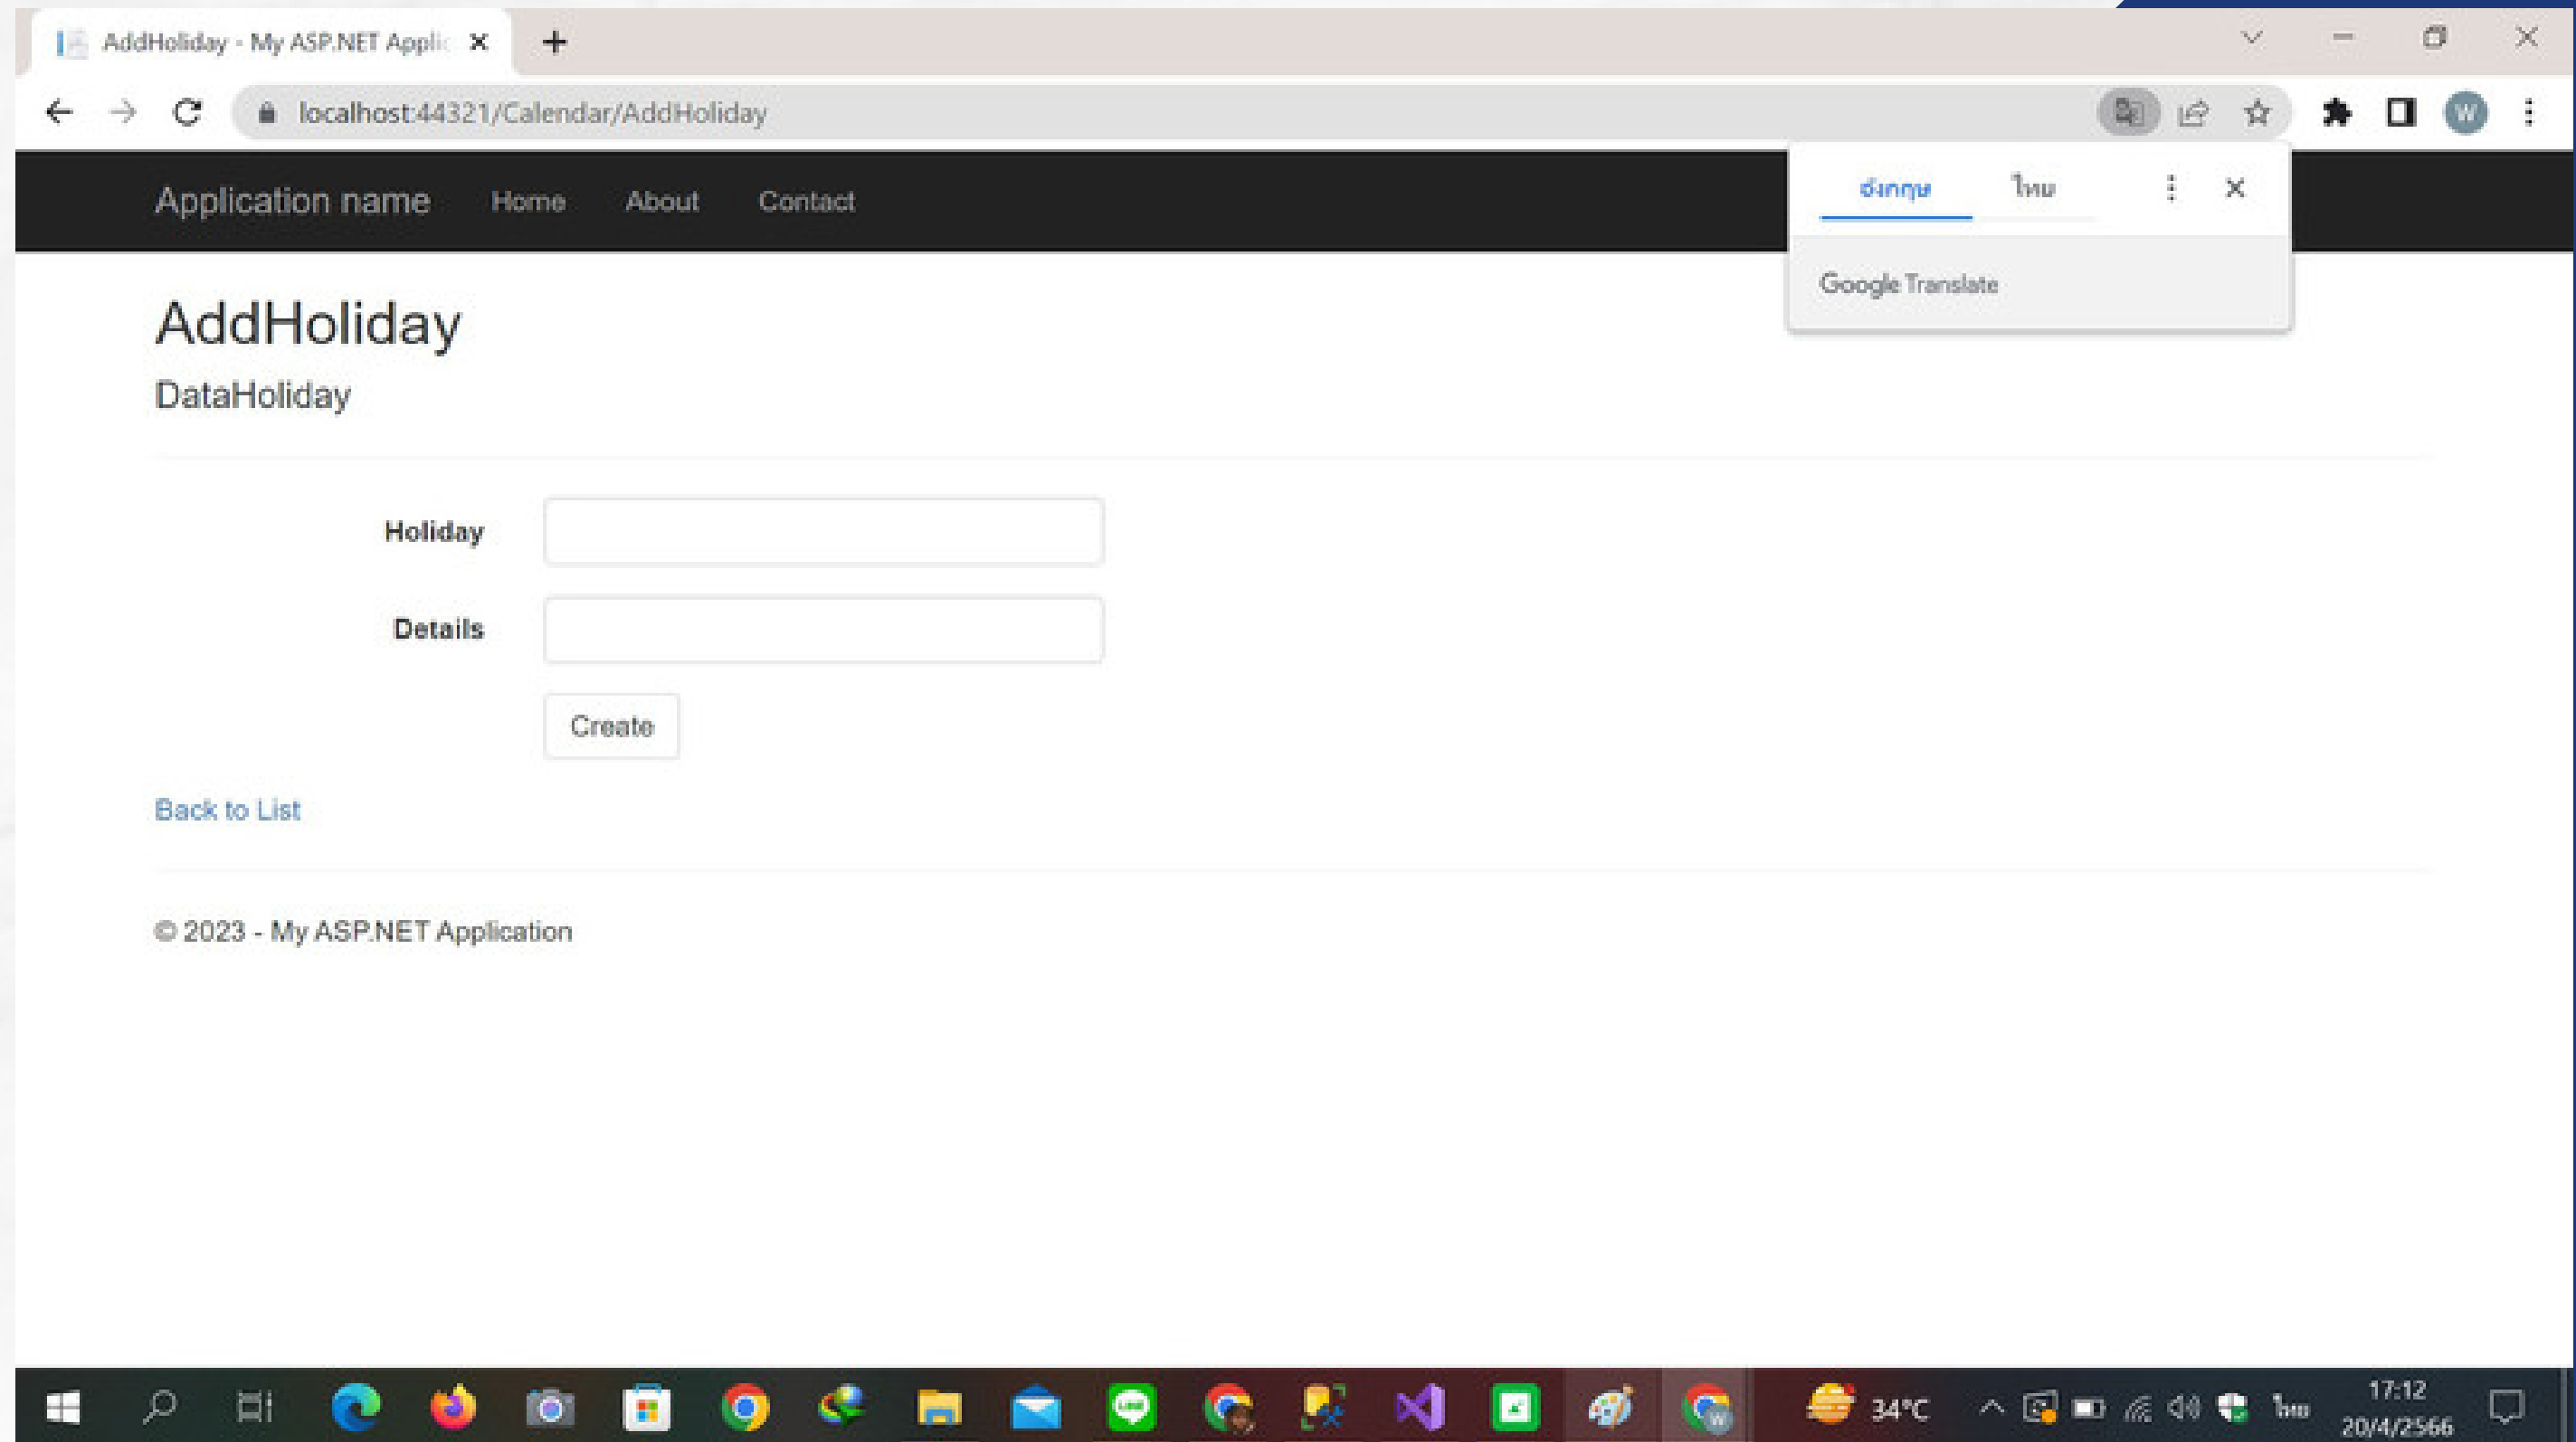 AddHoliday - My ASP.NET Applic
localhost:44321/Calendar/AddHoliday
W
Application name Home About Contact
อังกฤษ ไทย
Google Translate
AddHoliday
DataHoliday
Holiday
Details
Create
Back to List
© 2023 - My ASP.NET Application
34°C ไทย 17:12
20/4/2566